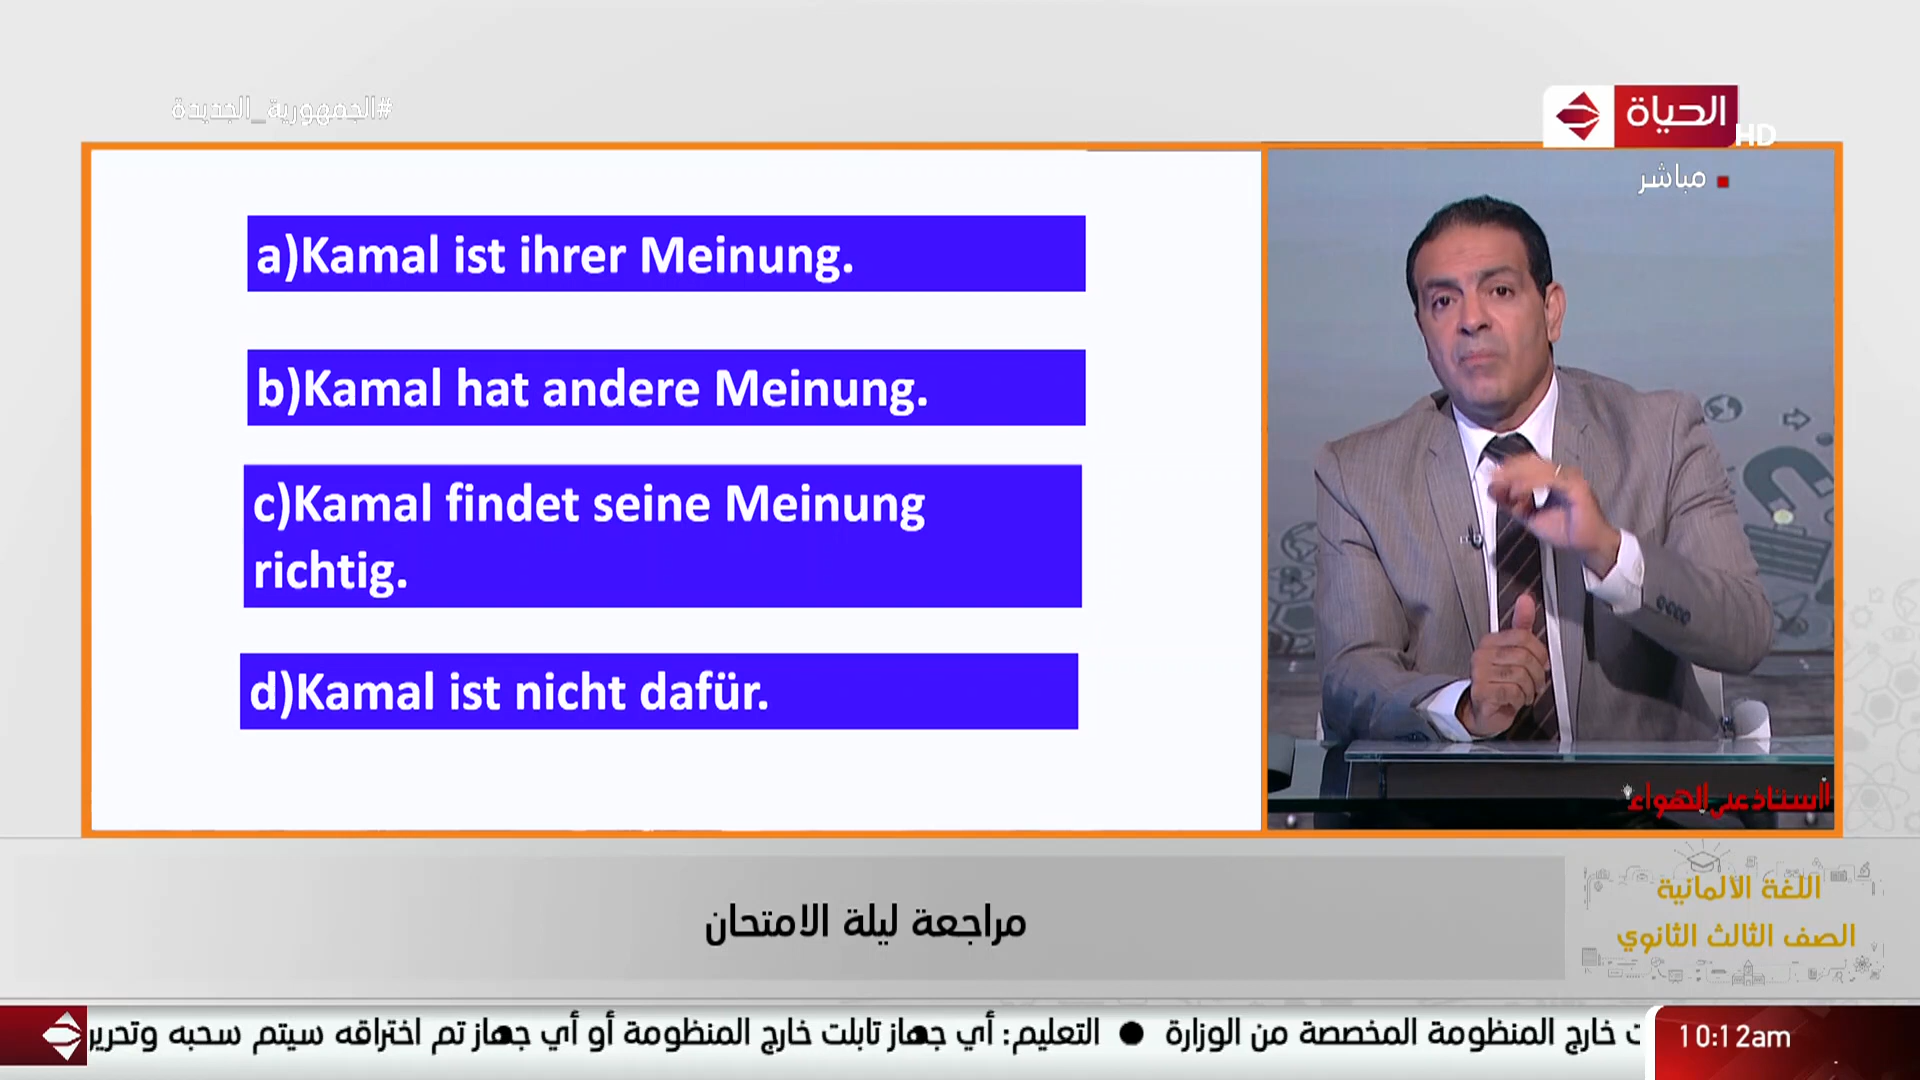 #الجمهورية_الجديدة
الحياة
HD
مباشر
a)Kamal ist ihrer Meinung.
b)Kamal hat andere Meinung.
c)Kamal findet seine Meinung
richtig.
d)Kamal ist nicht dafür.
أستاذ على الهواء
اللغة الالمانية
الصف الثالث الثانوي
مراجعة ليلة الامتحان
ت خارج المنظومة المخصصة من الوزارة ● التعليم: أي جهاز تابلت خارج المنظومة أو أي جهاز تم اختراقه سيتم سحبه وتحرير
10:12am